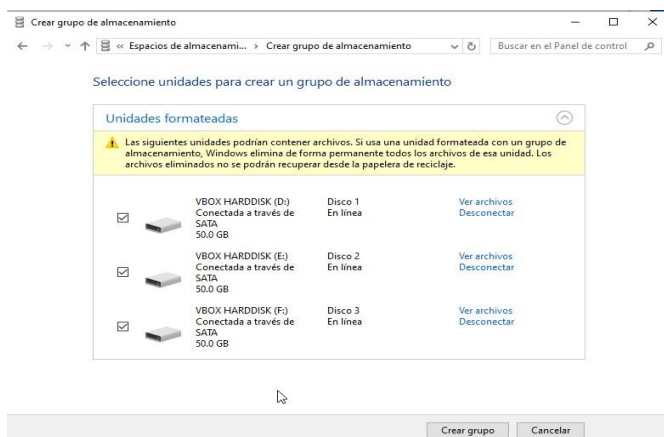 Crear grupo de almacenamiento
« Espacios de almacenami... › Crear grupo de almacenamiento
Buscar en el Panel de control
Seleccione unidades para crear un grupo de almacenamiento
Unidades formateadas
Las siguientes unidades podrían contener archivos. Si usa una unidad formateada con un grupo de
almacenamiento, Windows elimina de forma permanente todos los archivos de esa unidad. Los
archivos eliminados no se podrán recuperar desde la papelera de reciclaje.
VBOX HARDDISK (D:) Disco 1 Ver archivos
Conectada a través de En línea Desconectar
SATA
50.0 GB
VBOX HARDDISK (E:) Disco 2 Ver archivos
Conectada a través de En línea Desconectar
SATA
50.0 GB
VBOX HARDDISK (F:) Disco 3 Ver archivos
Conectada a través de En línea Desconectar
SATA
50.0 GB
Crear grupo Cancelar